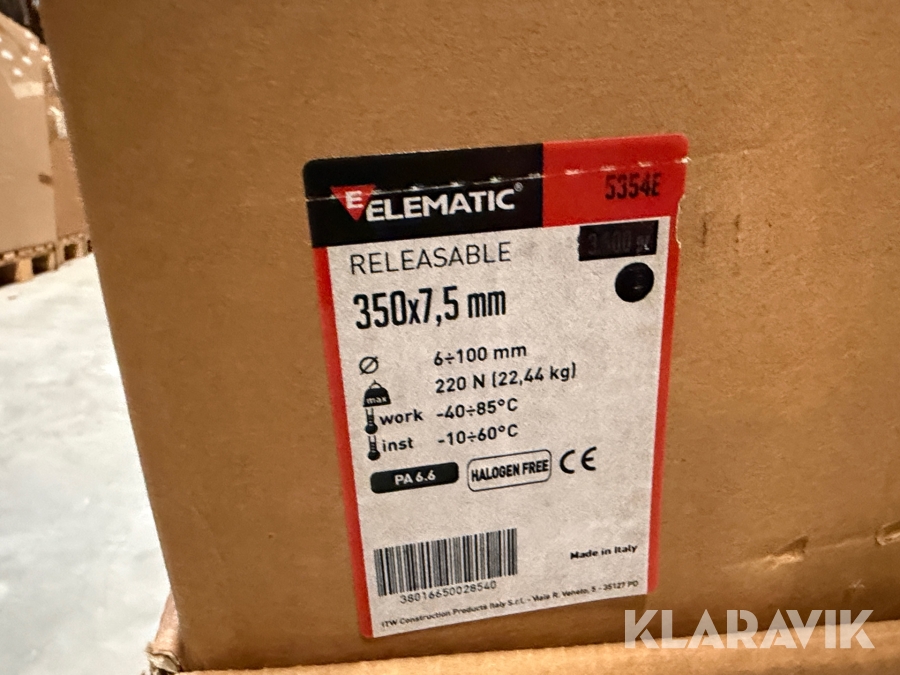 ELEMATIC®
5354E
RELEASABLE
350x7,5 mm
Ø 6÷100 mm
max 220 N (22,44 kg)
work -40÷85°C
inst -10÷60°C
PA 6.6
HALOGEN FREE
CE
Made in Italy
38016650028540
ITW Construction Products Italy S.r.l. - Viale R. Veneto, 3 - 35127 PD
KLARAVIK